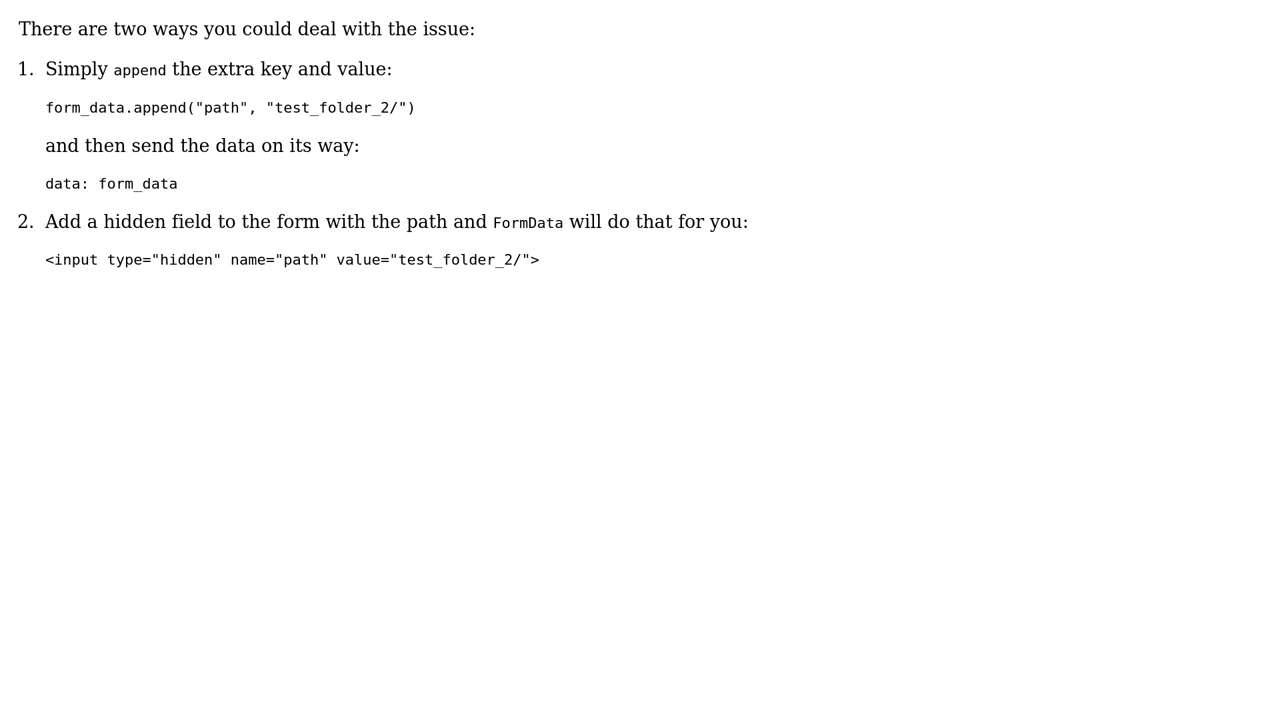 There are two ways you could deal with the issue:
1. Simply append the extra key and value:
form_data.append("path", "test_folder_2/")
and then send the data on its way:
data: form_data
2. Add a hidden field to the form with the path and FormData will do that for you:
<input type="hidden" name="path" value="test_folder_2/">